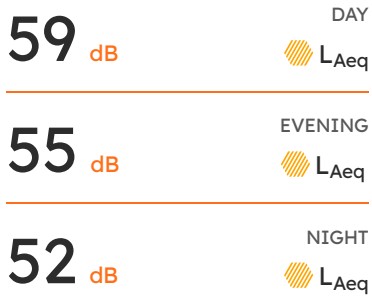 DAY
59 dB
LAeq
EVENING
55 dB
LAeq
NIGHT
52 dB
LAeq